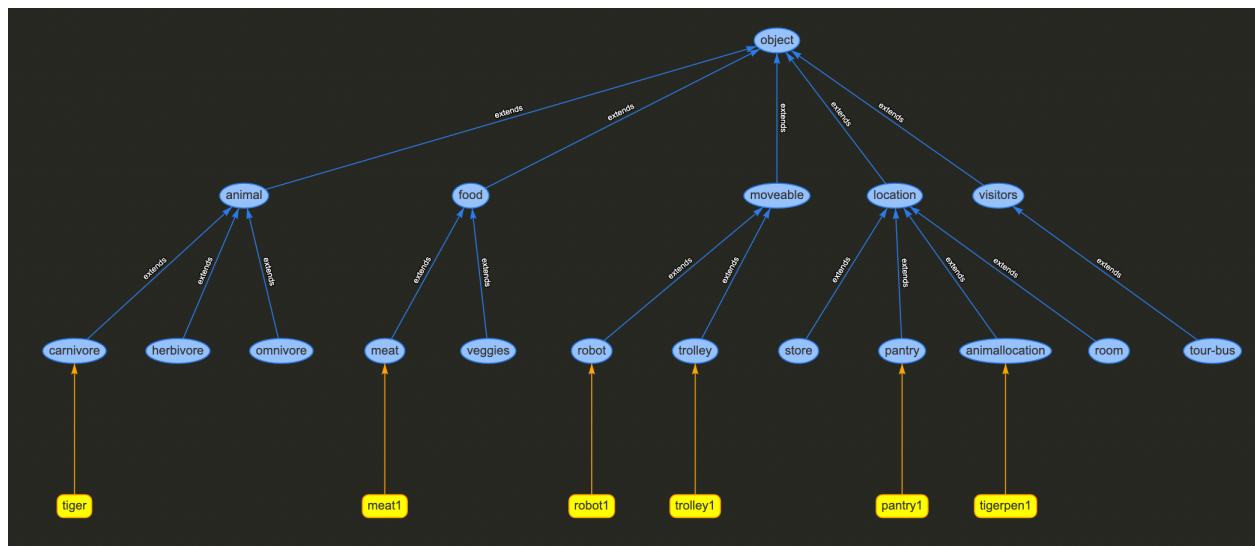 object
extends
extends
extends
extends
extends
animal
food
moveable
location
visitors
extends
extends
extends
extends
extends
extends
extends
extends
extends
extends
extends
extends
carnivore
herbivore
omnivore
meat
veggies
robot
trolley
store
pantry
animallocation
room
tour-bus
tiger
meat1
robot1
trolley1
pantry1
tigerpen1